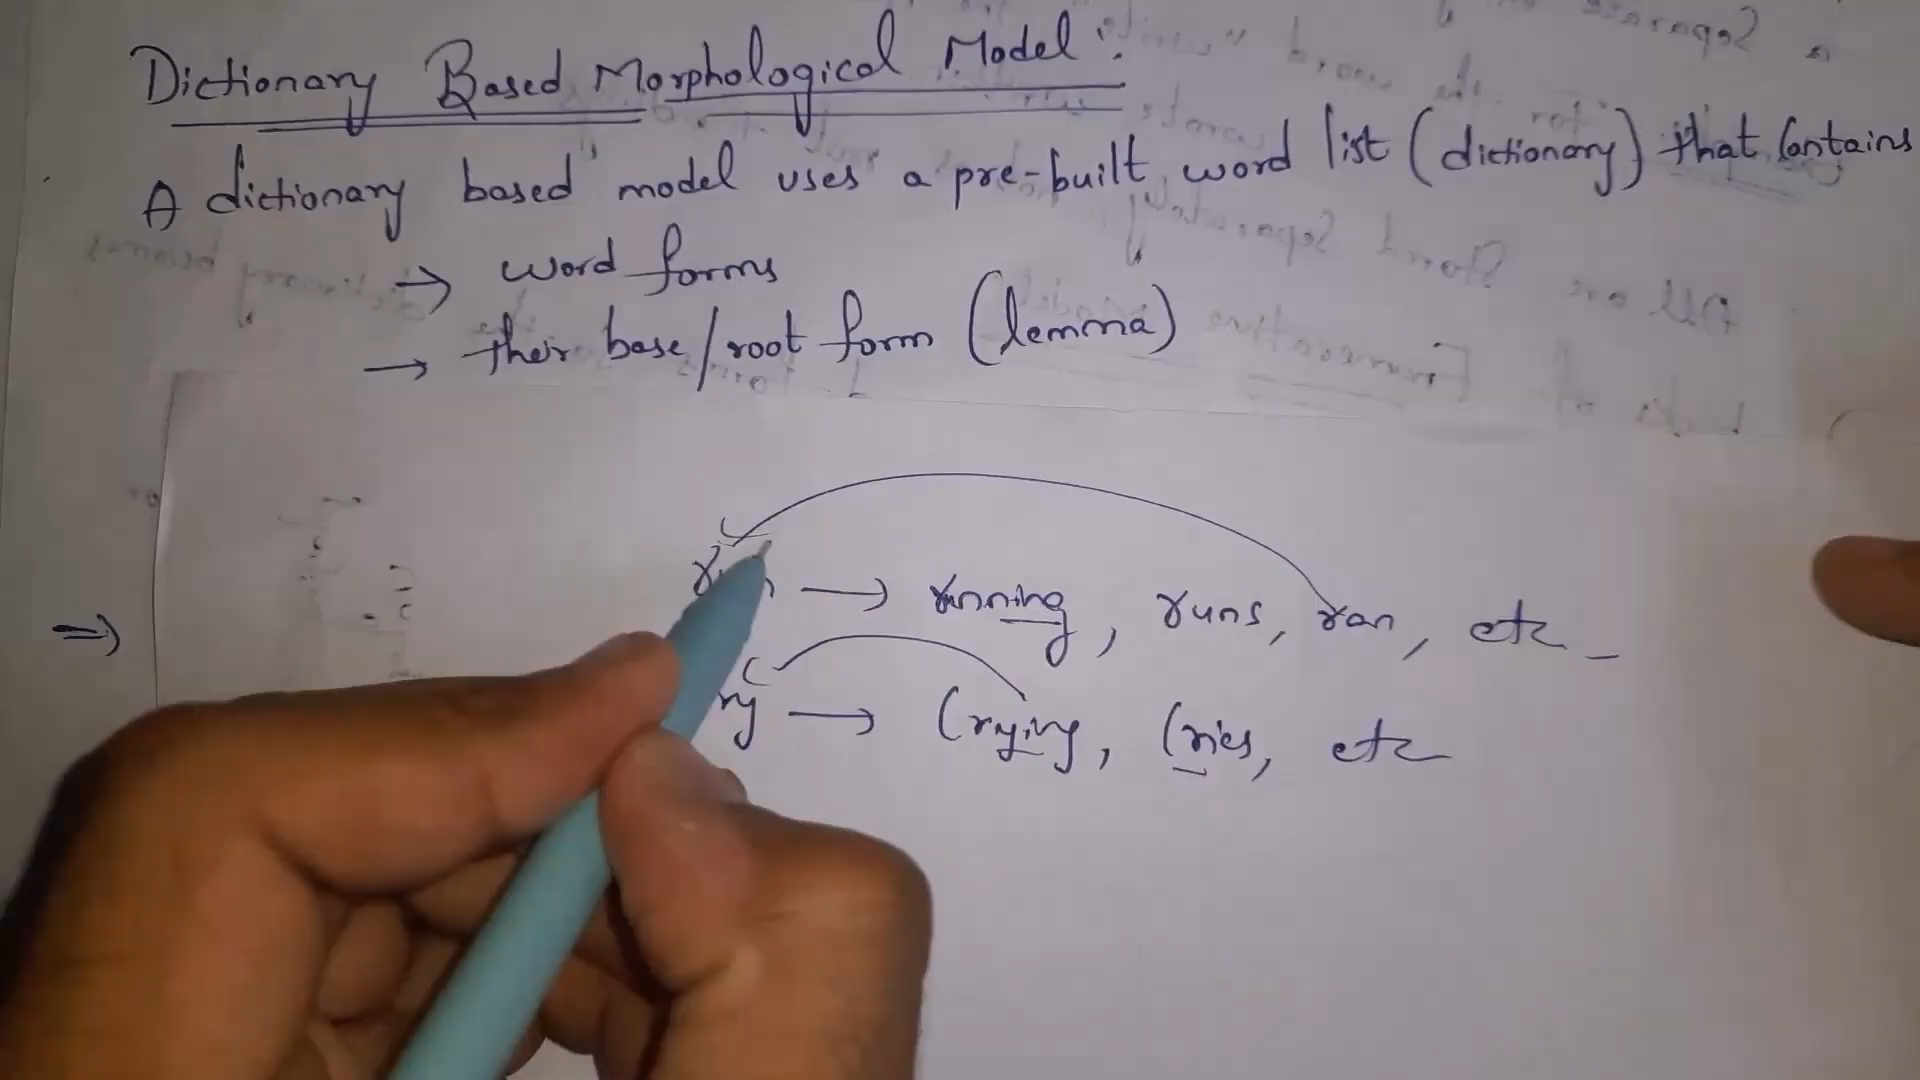 Dictionary Based Morphological Model :
A dictionary based model uses a pre-built word list (dictionary) that Contains
→ word forms
→ their base/root form (lemma)
→ running, runs, ran, etc
⇒
→ Crying, Cries, etc